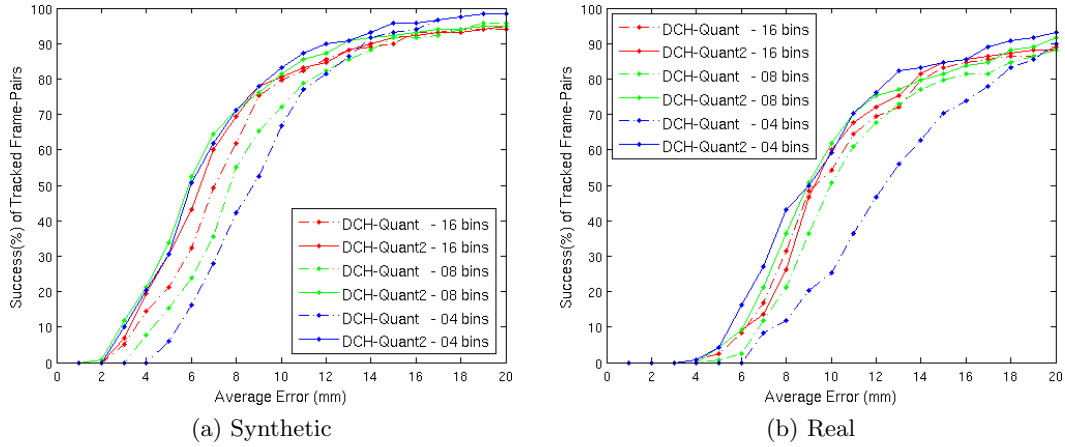 100
90
80
70
60
50
40
30
20
10
0
Success(%) of Tracked Frame-Pairs
DCH-Quant - 16 bins
DCH-Quant2 - 16 bins
DCH-Quant - 08 bins
DCH-Quant2 - 08 bins
DCH-Quant - 04 bins
DCH-Quant2 - 04 bins
0 2 4 6 8 10 12 14 16 18 20
Average Error (mm)
(a) Synthetic
100
90
80
70
60
50
40
30
20
10
0
Success(%) of Tracked Frame-Pairs
DCH-Quant - 16 bins
DCH-Quant2 - 16 bins
DCH-Quant - 08 bins
DCH-Quant2 - 08 bins
DCH-Quant - 04 bins
DCH-Quant2 - 04 bins
0 2 4 6 8 10 12 14 16 18 20
Average Error (mm)
(b) Real